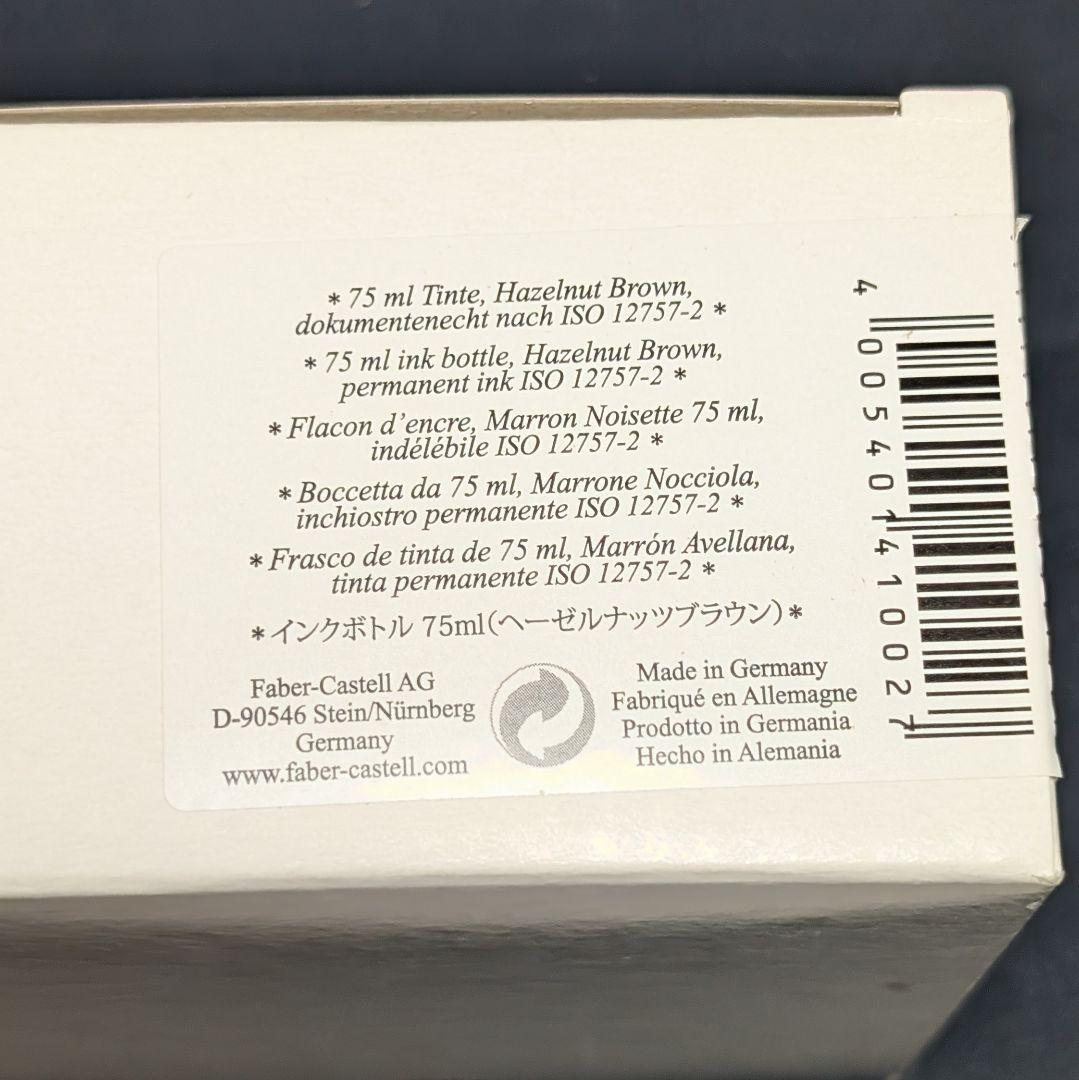 * 75 ml Tinte, Hazelnut Brown,
dokumentenecht nach ISO 12757-2 *
* 75 ml ink bottle, Hazelnut Brown,
permanent ink ISO 12757-2 *
* Flacon d’encre, Marron Noisette 75 ml,
indélébile ISO 12757-2 *
* Boccetta da 75 ml, Marrone Nocciola,
inchiostro permanente ISO 12757-2 *
* Frasco de tinta de 75 ml, Marrón Avellana,
tinta permanente ISO 12757-2 *
*インクボトル 75ml(ヘーゼルナッツブラウン)*
Faber-Castell AG
D-90546 Stein/Nürnberg
Germany
www.faber-castell.com
Made in Germany
Fabriqué en Allemagne
Prodotto in Germania
Hecho in Alemania
4 005401 410027